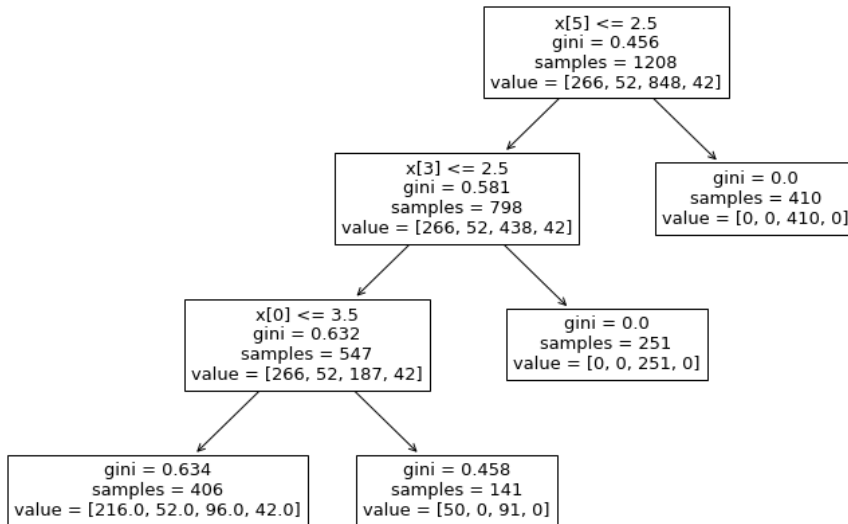 x[5] <= 2.5
gini = 0.456
samples = 1208
value = [266, 52, 848, 42]
x[3] <= 2.5
gini = 0.581
samples = 798
value = [266, 52, 438, 42]
gini = 0.0
samples = 410
value = [0, 0, 410, 0]
x[0] <= 3.5
gini = 0.632
samples = 547
value = [266, 52, 187, 42]
gini = 0.0
samples = 251
value = [0, 0, 251, 0]
gini = 0.634
samples = 406
value = [216.0, 52.0, 96.0, 42.0]
gini = 0.458
samples = 141
value = [50, 0, 91, 0]